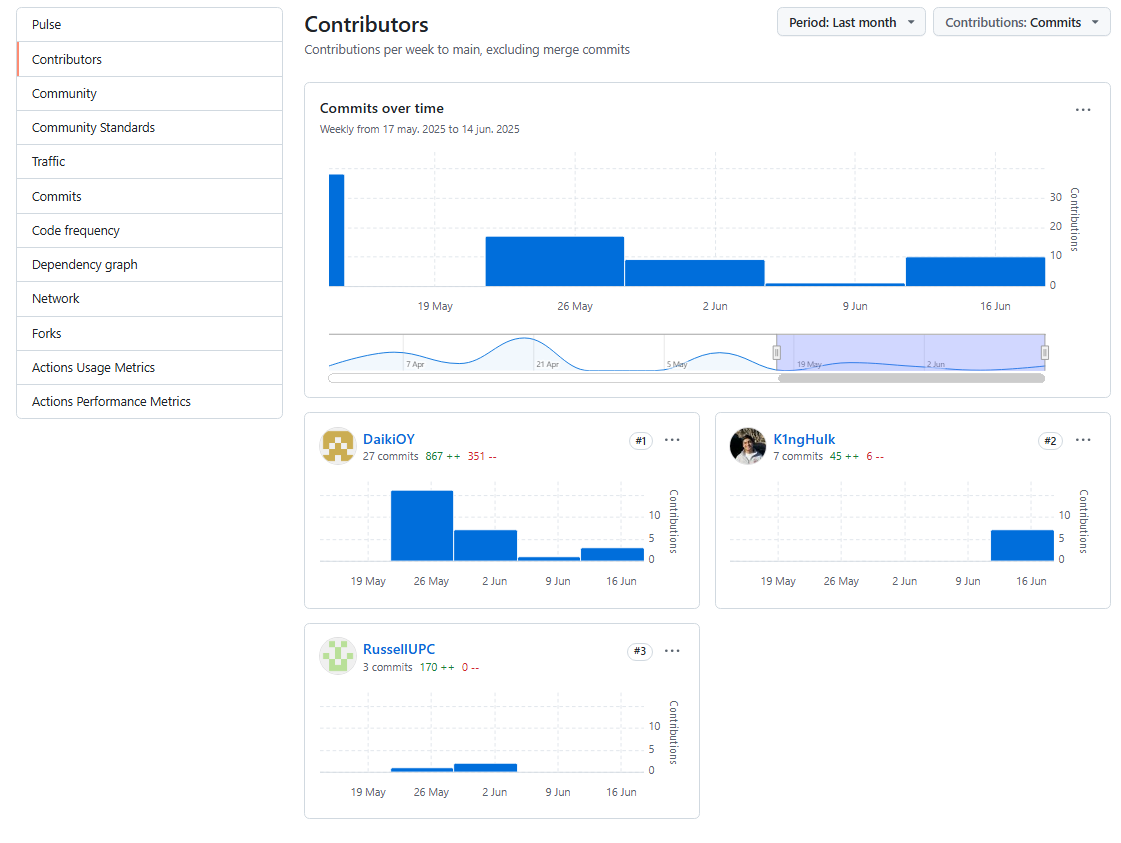 Pulse
Contributors
Community
Community Standards
Traffic
Commits
Code frequency
Dependency graph
Network
Forks
Actions Usage Metrics
Actions Performance Metrics
Contributors
Contributions per week to main, excluding merge commits
Period: Last month
Contributions: Commits
Commits over time
Weekly from 17 may. 2025 to 14 jun. 2025
30
20
10
0
Contributions
19 May 26 May 2 Jun 9 Jun 16 Jun
7 Apr 21 Apr 5 May 19 May 2 Jun
DaikiOY
#1
27 commits 867 ++ 351 --
10
5
0
Contributions
19 May 26 May 2 Jun 9 Jun 16 Jun
K1ngHulk
#2
7 commits 45 ++ 6 --
10
5
0
Contributions
19 May 26 May 2 Jun 9 Jun 16 Jun
RussellUPC
#3
3 commits 170 ++ 0 --
10
5
0
Contributions
19 May 26 May 2 Jun 9 Jun 16 Jun